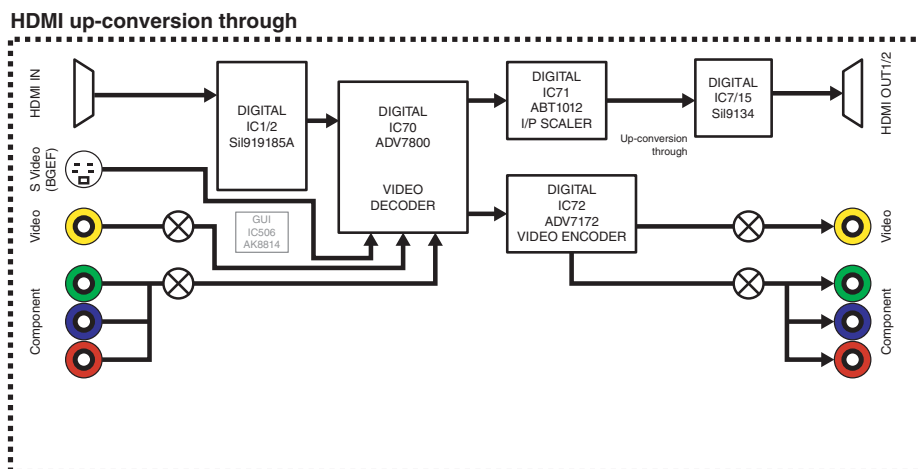 HDMI up-conversion through
HDMI IN
S Video
(BGEF)
Video
Component
DIGITAL
IC1/2
SiI919185A
GUI
IC506
AK8814
DIGITAL
IC70
ADV7800
VIDEO
DECODER
DIGITAL
IC71
ABT1012
I/P SCALER
Up-conversion
through
DIGITAL
IC7/15
SiI9134
DIGITAL
IC72
ADV7172
VIDEO ENCODER
HDMI OUT1/2
Video
Component